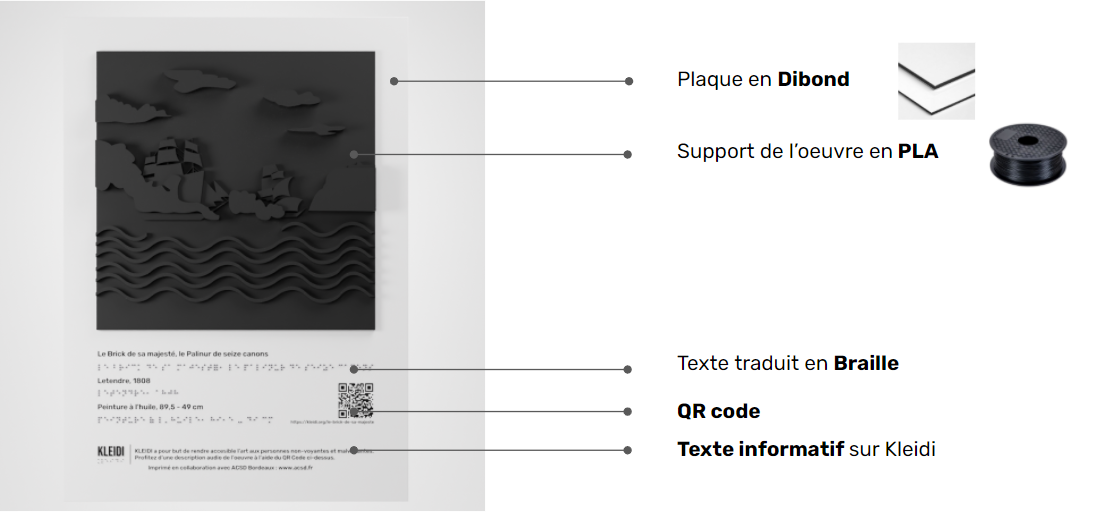 Plaque en Dibond
Support de l'oeuvre en PLA
Le Brick de sa majesté, le Palinur de seize canons
Letendre, 1808
Peinture à l'huile, 89,5 - 49 cm
https://kleidi.org/le-brick-de-sa-majeste
KLEIDI
KLEIDI a pour but de rendre accesible l'art aux personnes non-voyantes et
Profitez d'une description audio de l'oeuvre à l'aide du QR Code ci-dessus.
Imprimé en collaboration avec ACSD Bordeaux : www.acsd.fr
Texte traduit en Braille
QR code
Texte informatif sur Kleidi